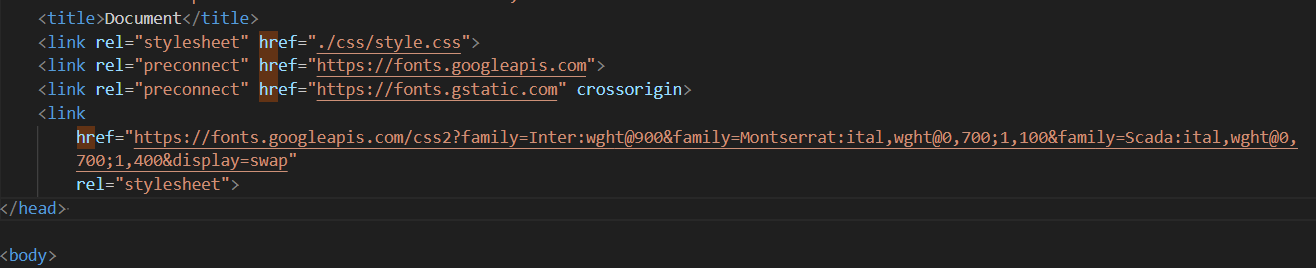 <title>Document</title>
<link rel="stylesheet" href="./css/style.css">
<link rel="preconnect" href="https://fonts.googleapis.com">
<link rel="preconnect" href="https://fonts.gstatic.com" crossorigin>
<link
href="https://fonts.googleapis.com/css2?family=Inter:wght@900&family=Montserrat:ital,wght@0,700;1,100&family=Scada:ital,wght@0,
700;1,400&display=swap"
rel="stylesheet">
</head>
<body>